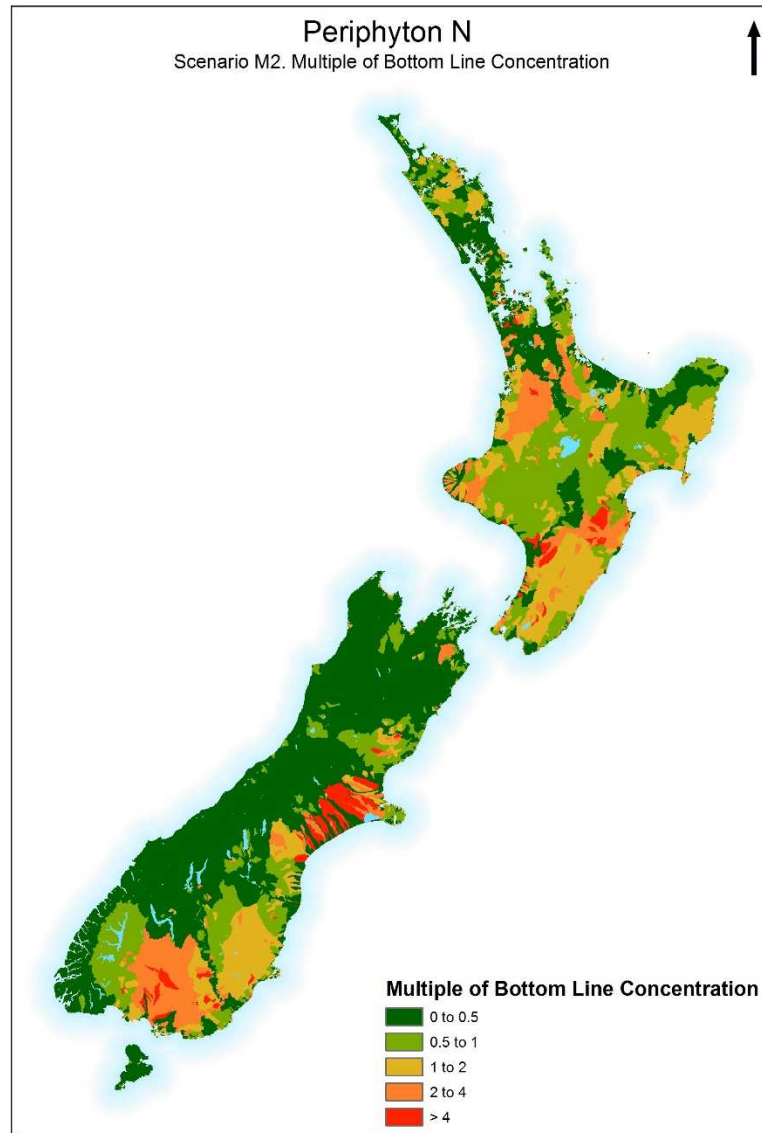 Periphyton N
Scenario M2. Multiple of Bottom Line Concentration
Multiple of Bottom Line Concentration
0 to 0.5
0.5 to 1
1 to 2
2 to 4
> 4